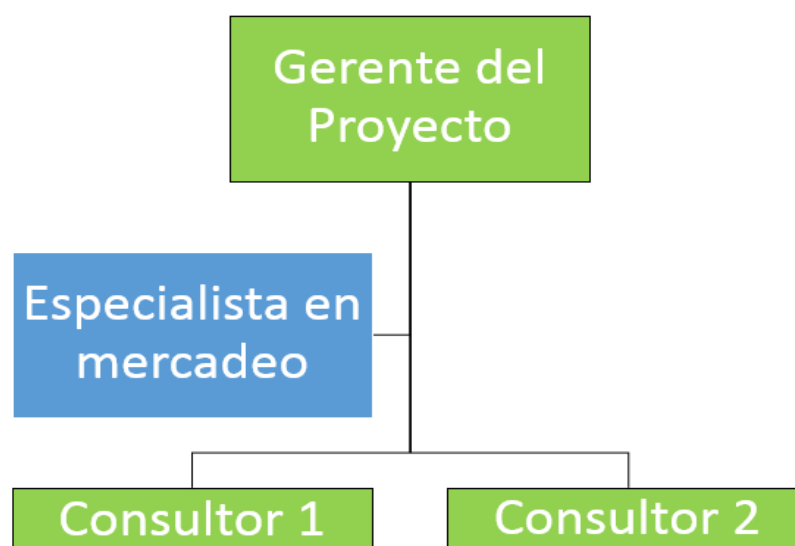 Gerente del
Proyecto
Especialista en
mercadeo
Consultor 1
Consultor 2